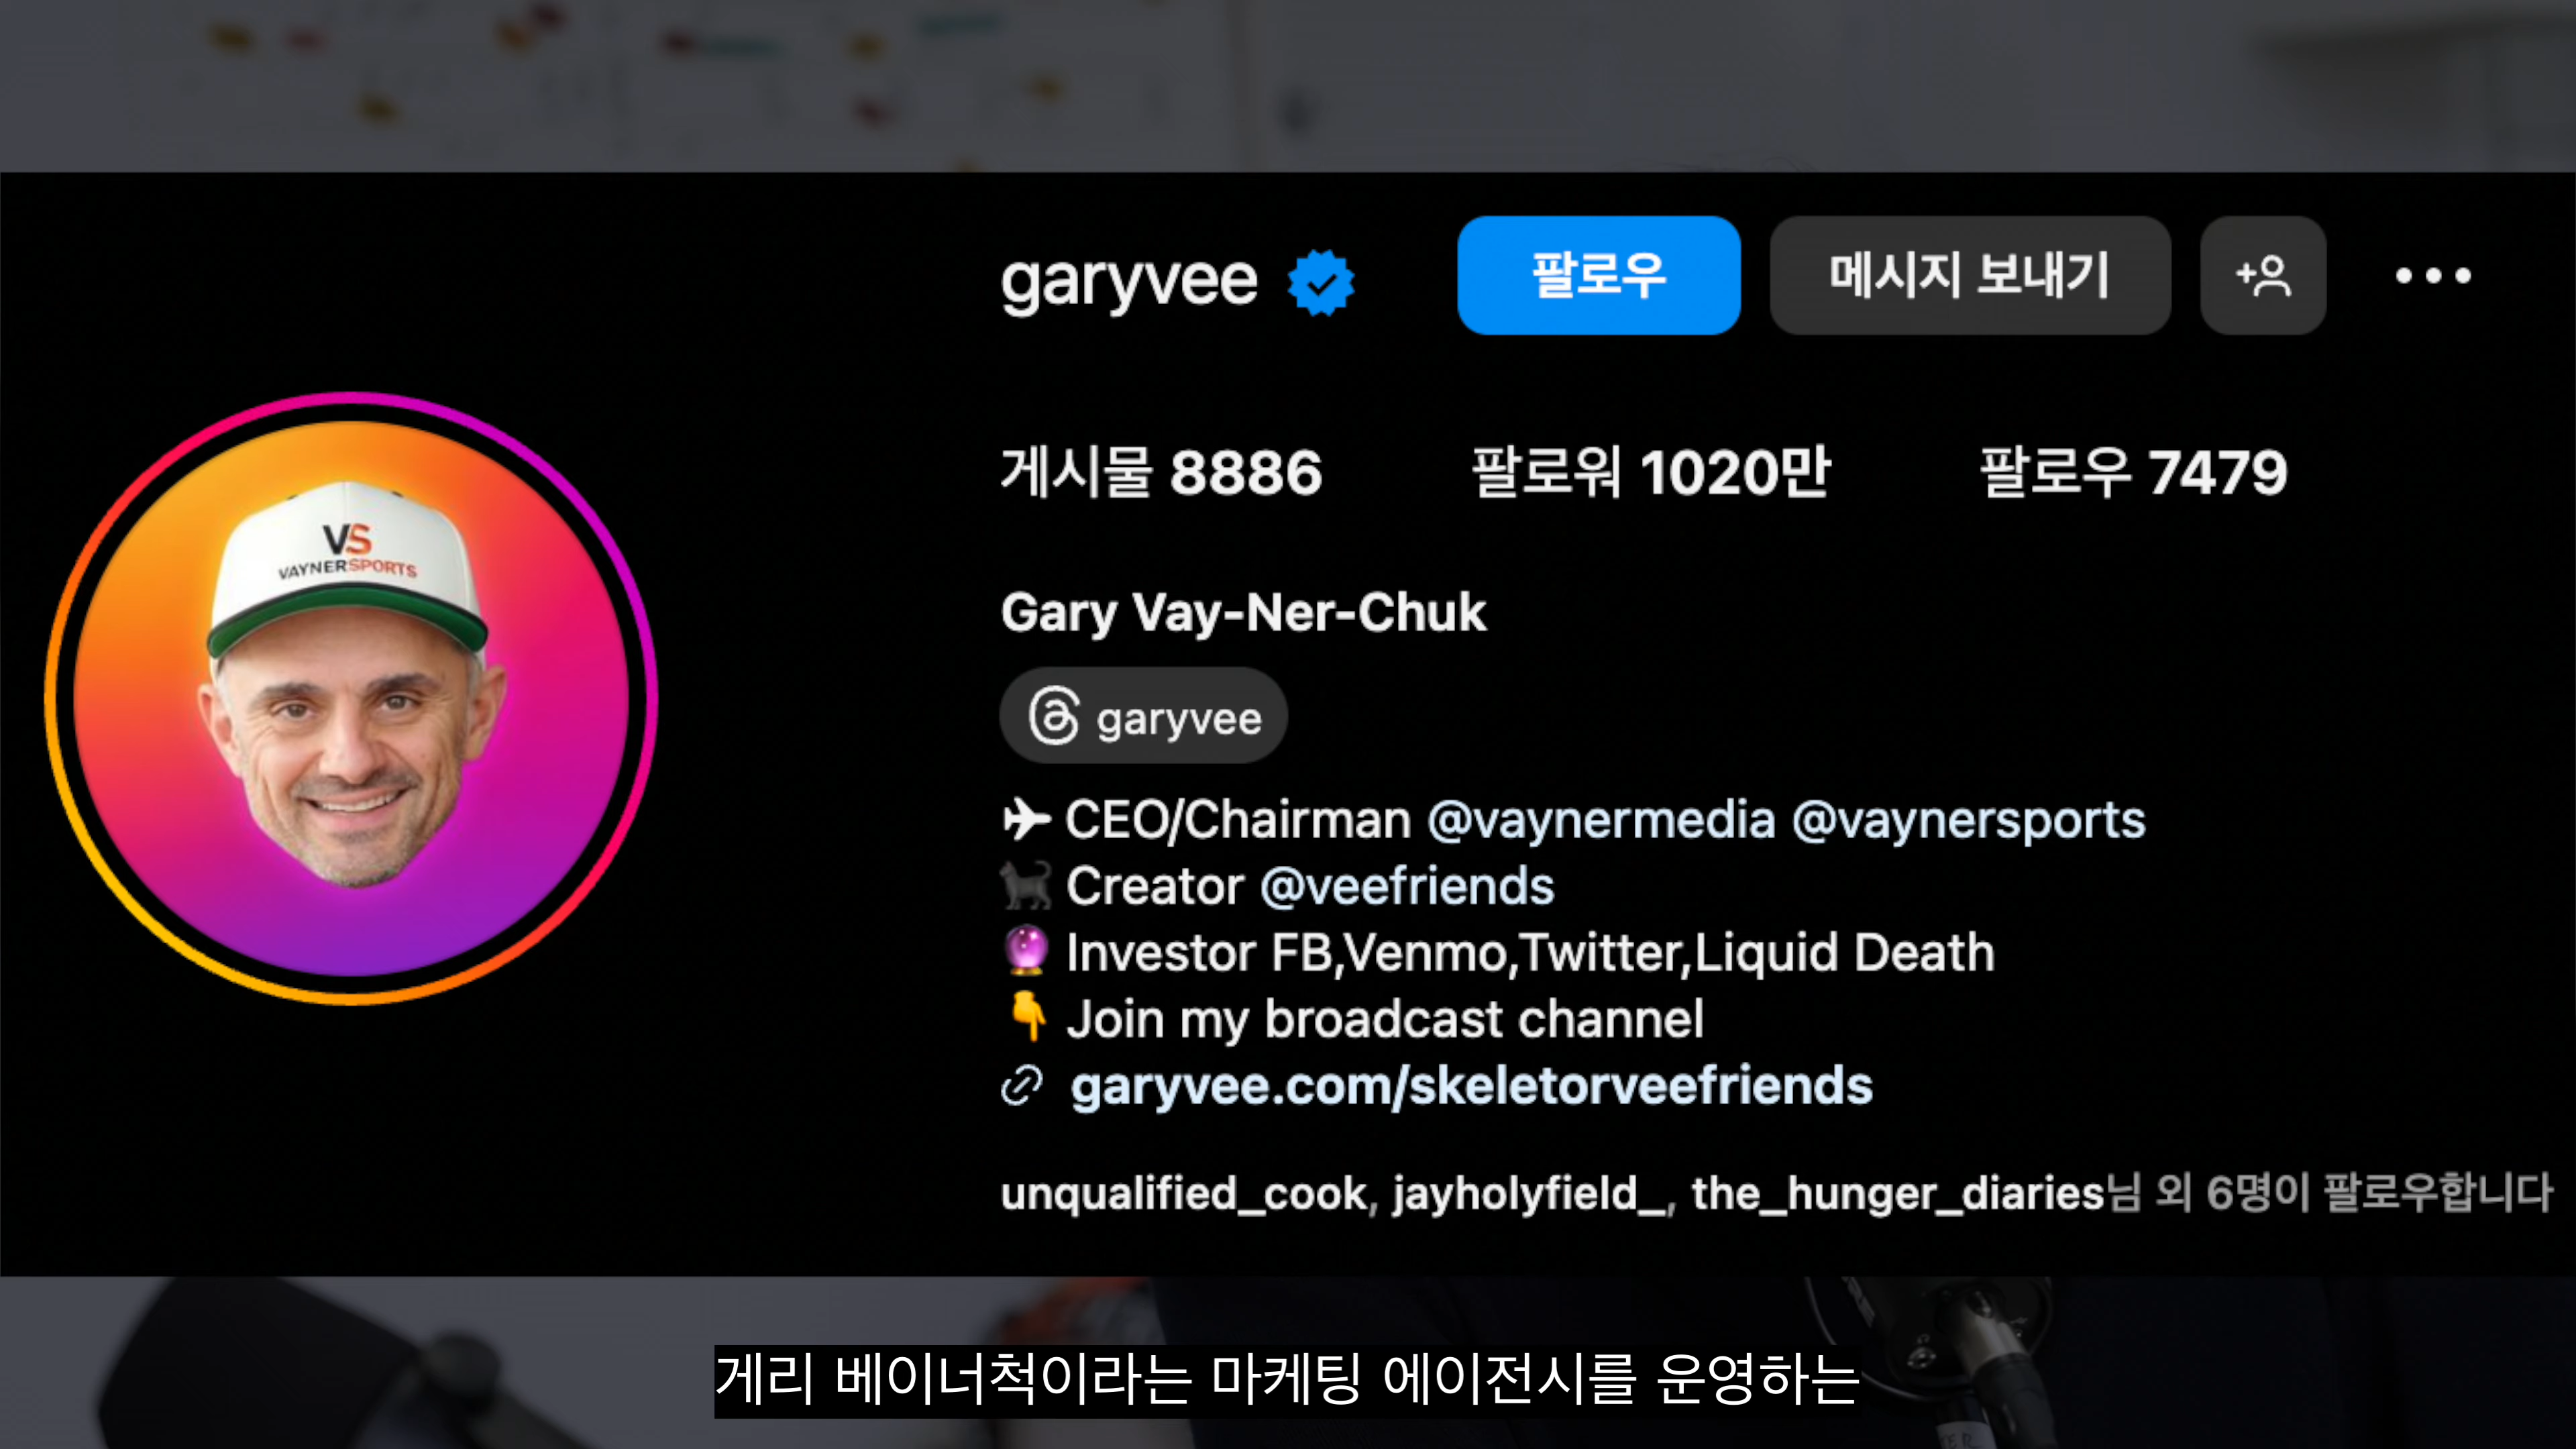 garyvee
팔로우
메시지 보내기
게시물 8886
팔로워 1020만
팔로우 7479
VS
VAYNERSPORTS
Gary Vay-Ner-Chuk
garyvee
✈ CEO/Chairman @vaynermedia @vaynersports
🐈‍⬛ Creator @veefriends
🔮 Investor FB,Venmo,Twitter,Liquid Death
👇 Join my broadcast channel
garyvee.com/skeletorveefriends
unqualified_cook, jayholyfield_, the_hunger_diaries님 외 6명이 팔로우합니다
게리 베이너척이라는 마케팅 에이전시를 운영하는